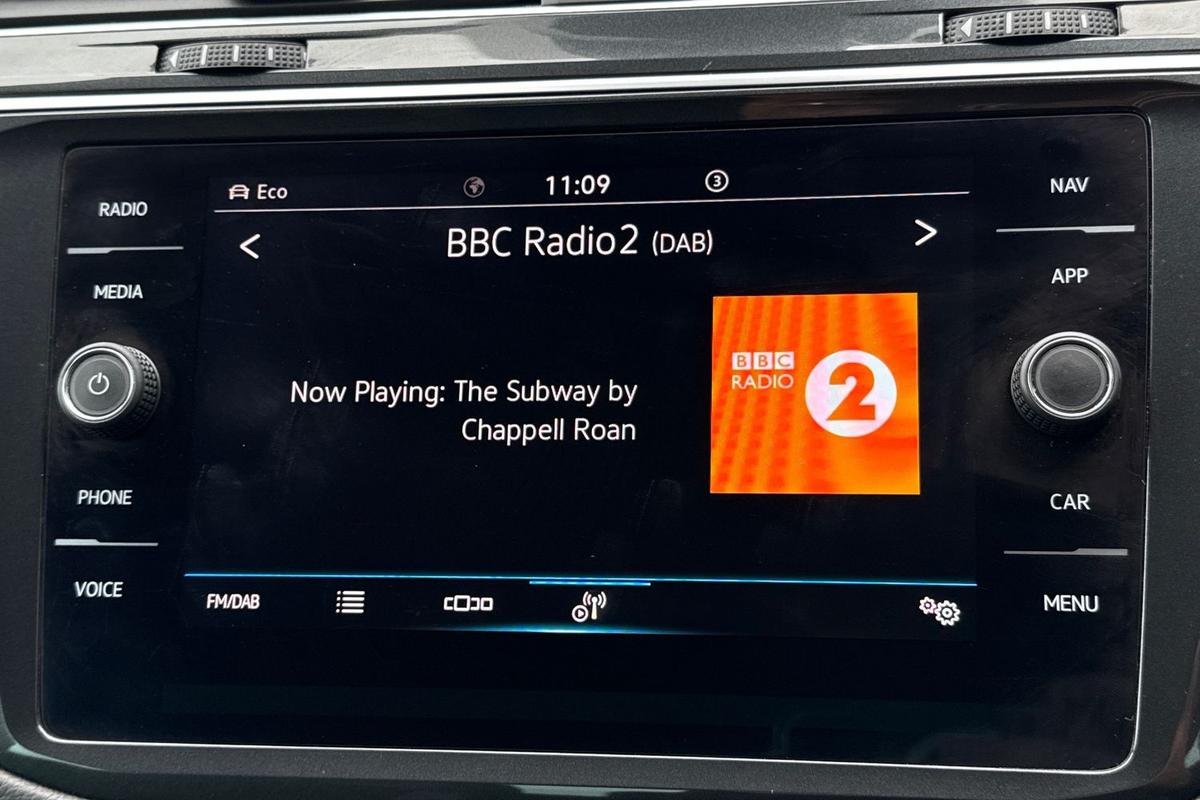 Eco 11:09 3
RADIO
MEDIA
PHONE
VOICE
< BBC Radio2 (DAB) >
Now Playing: The Subway by
Chappell Roan
BBC
RADIO
2
FM/DAB
NAV
APP
CAR
MENU